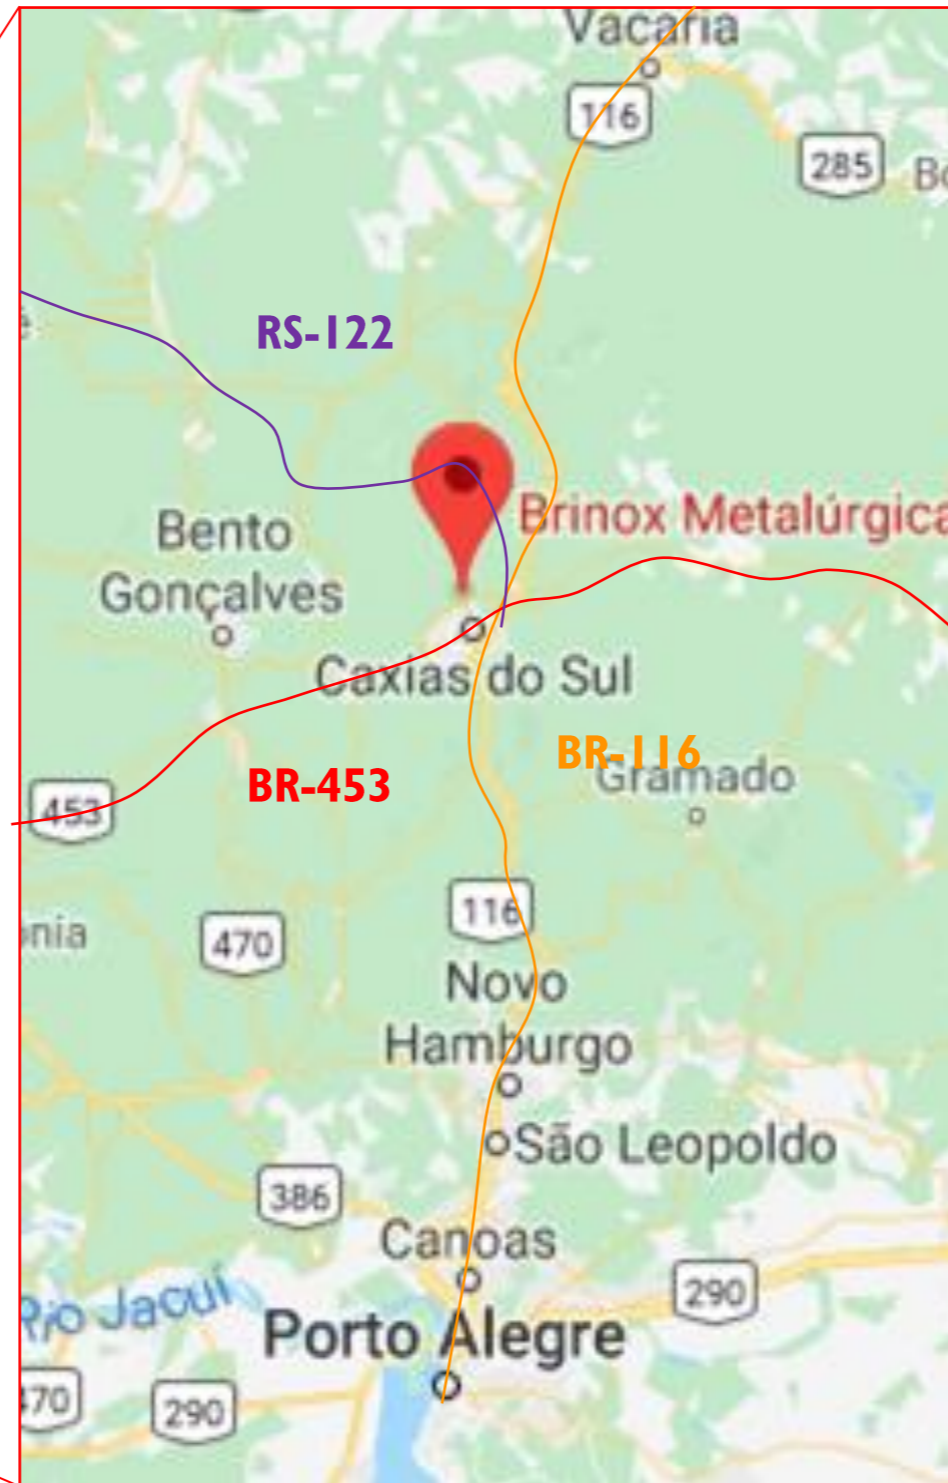 Vacaria
116
285
RS-122
Brinox Metalúrgica
Bento
Gonçalves
Caxias do Sul
BR-116
Gramado
BR-453
453
116
470
Novo
Hamburgo
São Leopoldo
386
Canoas
290
Rio Jacuí
Porto Alegre
290